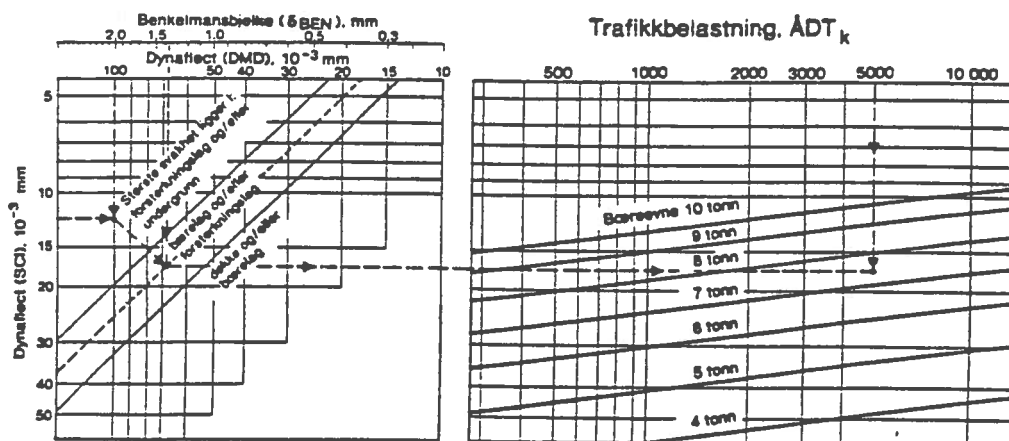 Benkelmansbjelke (δBEN), mm
2,0 1,5 1,0 0,5 0,3
Dynaflect (DMD), 10⁻³ mm
100 50 40 30 20 10
Dynaflect (SCI), 10⁻³ mm
5
10
15
20
30
40
50
Største svakhet ligger i:
forsterkningslag og/eller
undergrunn
bærelag og/eller
forsterkningslag
dekke og/eller
bærelag
Trafikkbelastning, ÅDTk
500 1000 2000 3000 5000 10 000
Bæreevne 10 tonn
9 tonn
8 tonn
7 tonn
6 tonn
5 tonn
4 tonn